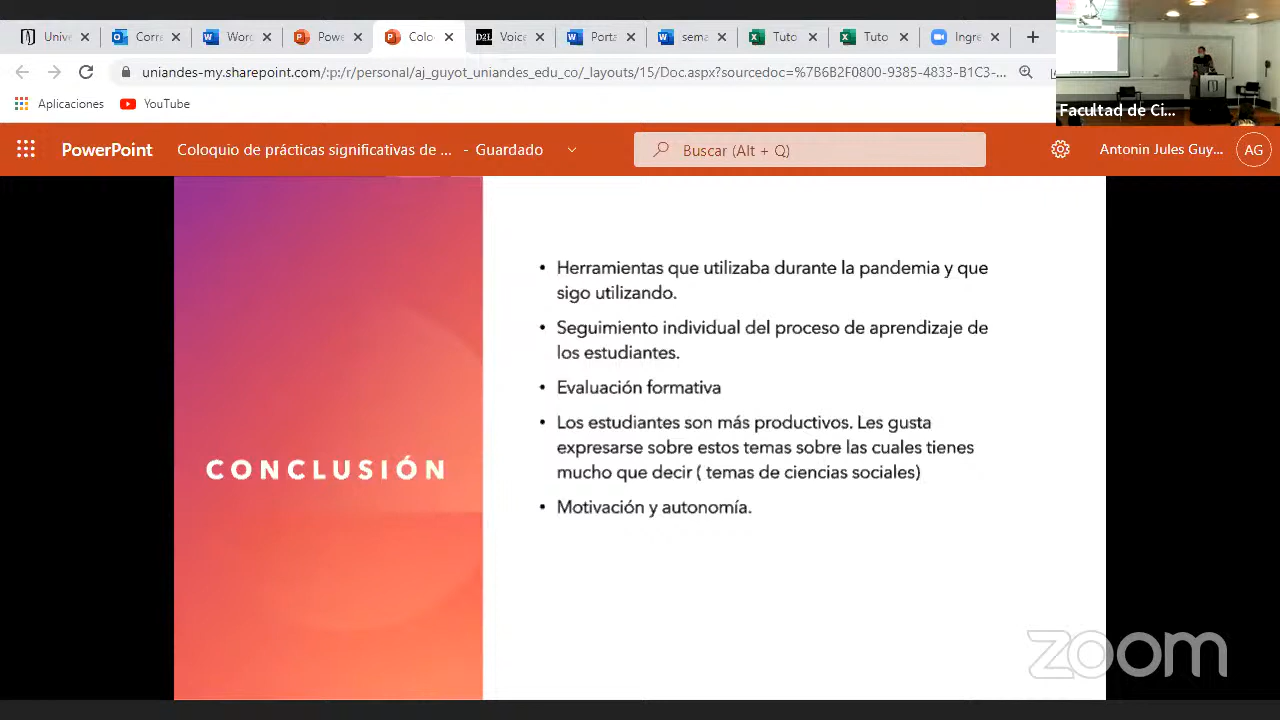 Unive
Corre
Word
Powe
Colo
D2L
Voice
Porta
sema
Tuto
Tuto
Ingre
uniandes-my.sharepoint.com/:p:/r/personal/aj_guyot_uniandes_edu_co/_layouts/15/Doc.aspx?sourcedoc=%7B6B2F0800-9385-4833-B1C3-...
Aplicaciones
YouTube
Facultad de Ci...
PowerPoint
Coloquio de prácticas significativas de ... - Guardado
Buscar (Alt + Q)
Antonin Jules Guy...
AG
CONCLUSIÓN
• Herramientas que utilizaba durante la pandemia y que
sigo utilizando.
• Seguimiento individual del proceso de aprendizaje de
los estudiantes.
• Evaluación formativa
• Los estudiantes son más productivos. Les gusta
expresarse sobre estos temas sobre las cuales tienes
mucho que decir ( temas de ciencias sociales)
• Motivación y autonomía.
zoom